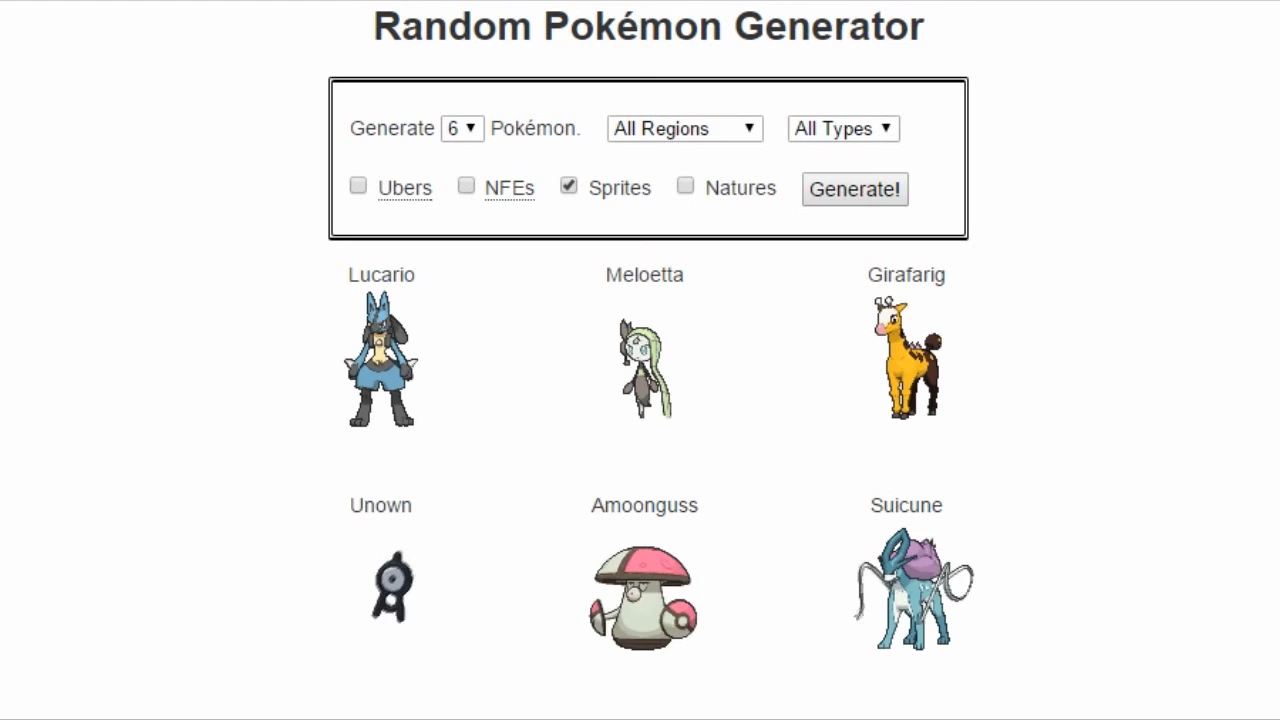 Random Pokémon Generator
Generate 6 Pokémon. All Regions All Types
Ubers NFEs Sprites Natures Generate!
Lucario Meloetta Girafarig
Unown Amoonguss Suicune